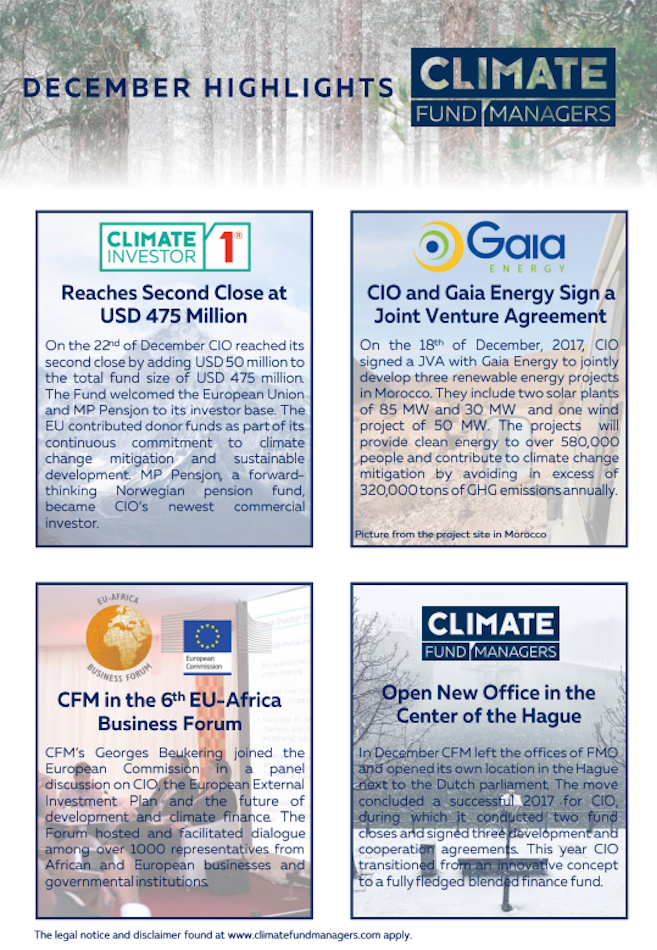 DECEMBER HIGHLIGHTS
CLIMATE
FUND MANAGERS
CLIMATE
INVESTOR 1®
Reaches Second Close at
USD 475 Million
On the 22nd of December CIO reached its
second close by adding USD 50 million to
the total fund size of USD 475 million.
The Fund welcomed the European Union
and MP Pensjon to its investor base. The
EU contributed donor funds as part of its
continuous commitment to climate
change mitigation and sustainable
development. MP Pensjon, a forward-
thinking Norwegian pension fund,
became CIO's newest commercial
investor.
Gaia
ENERGY
CIO and Gaia Energy Sign a
Joint Venture Agreement
On the 18th of December, 2017, CIO
signed a JVA with Gaia Energy to jointly
develop three renewable energy projects
in Morocco. They include two solar plants
of 85 MW and 30 MW and one wind
project of 50 MW. The projects will
provide clean energy to over 580,000
people and contribute to climate change
mitigation by avoiding in excess of
320,000 tons of GHG emissions annually.
Picture from the project site in Morocco
EU-AFRICA
BUSINESS FORUM
European
Commission
CFM in the 6th EU-Africa
Business Forum
CFM's Georges Beukering joined the
European Commission in a panel
discussion on CIO, the European External
Investment Plan and the future of
development and climate finance. The
Forum hosted and facilitated dialogue
among over 1000 representatives from
African and European businesses and
governmental institutions.
CLIMATE
FUND MANAGERS
Open New Office in the
Center of the Hague
In December CFM left the offices of FMO
and opened its own location in the Hague
next to the Dutch parliament. The move
concluded a successful 2017 for CIO,
during which it conducted two fund
closes and signed three development and
cooperation agreements. This year CIO
transitioned from an innovative concept
to a fully fledged blended finance fund.
The legal notice and disclaimer found at www.climatefundmanagers.com apply.